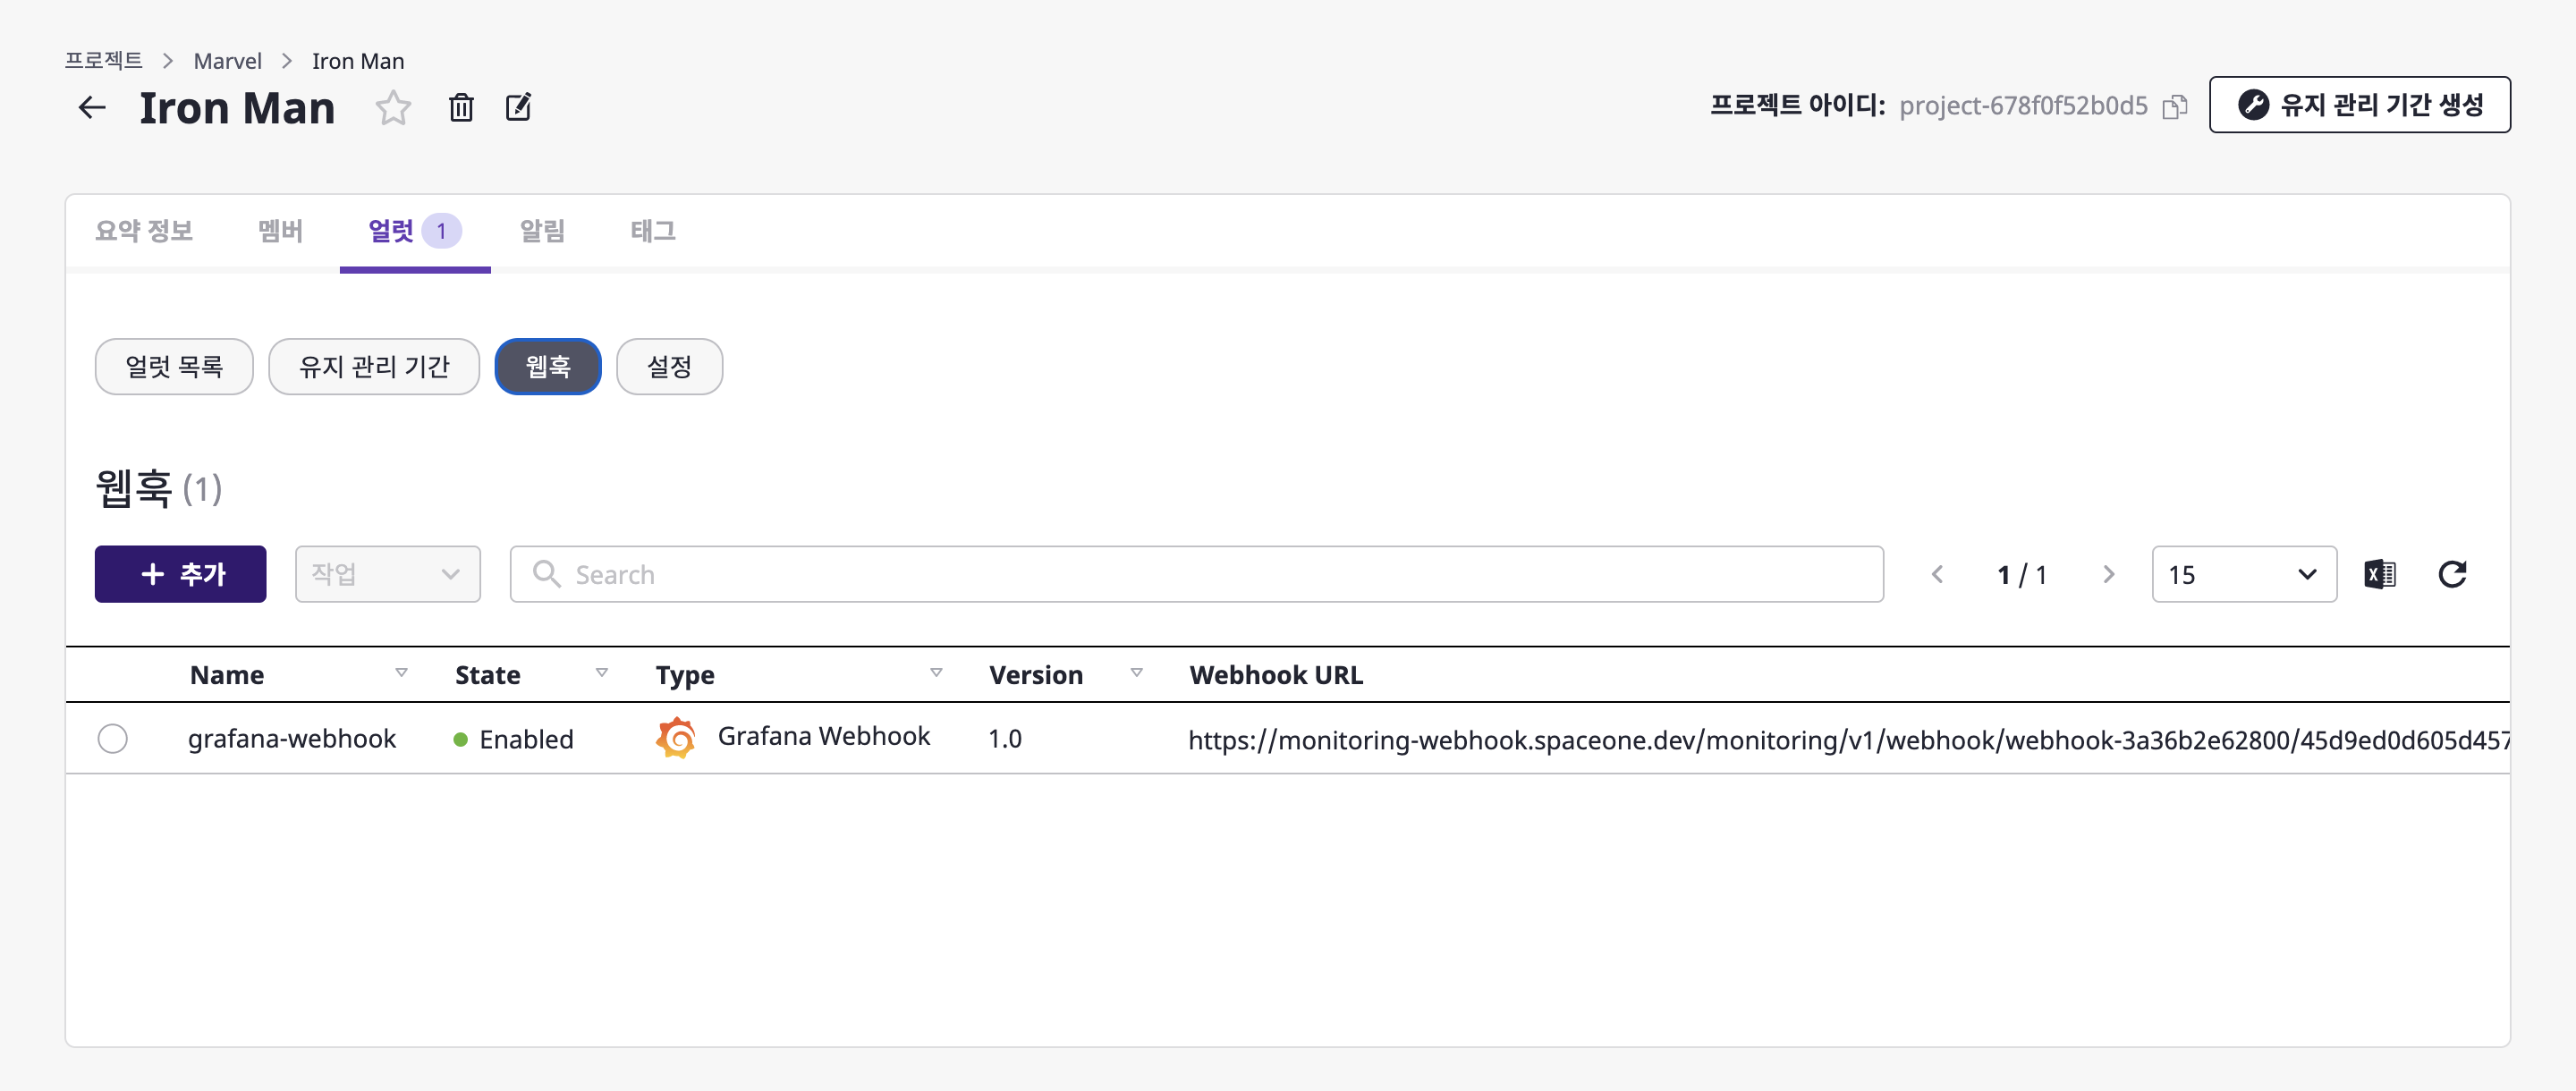 프로젝트 > Marvel > Iron Man
Iron Man
프로젝트 아이디: project-678f0f52b0d5
유지 관리 기간 생성
요약 정보 멤버 얼럿 1 알림 태그
얼럿 목록 유지 관리 기간 웹훅 설정
웹훅 (1)
+ 추가 작업 Search 1 / 1 15
Name State Type Version Webhook URL
grafana-webhook Enabled Grafana Webhook 1.0 https://monitoring-webhook.spaceone.dev/monitoring/v1/webhook/webhook-3a36b2e62800/45d9ed0d605d457